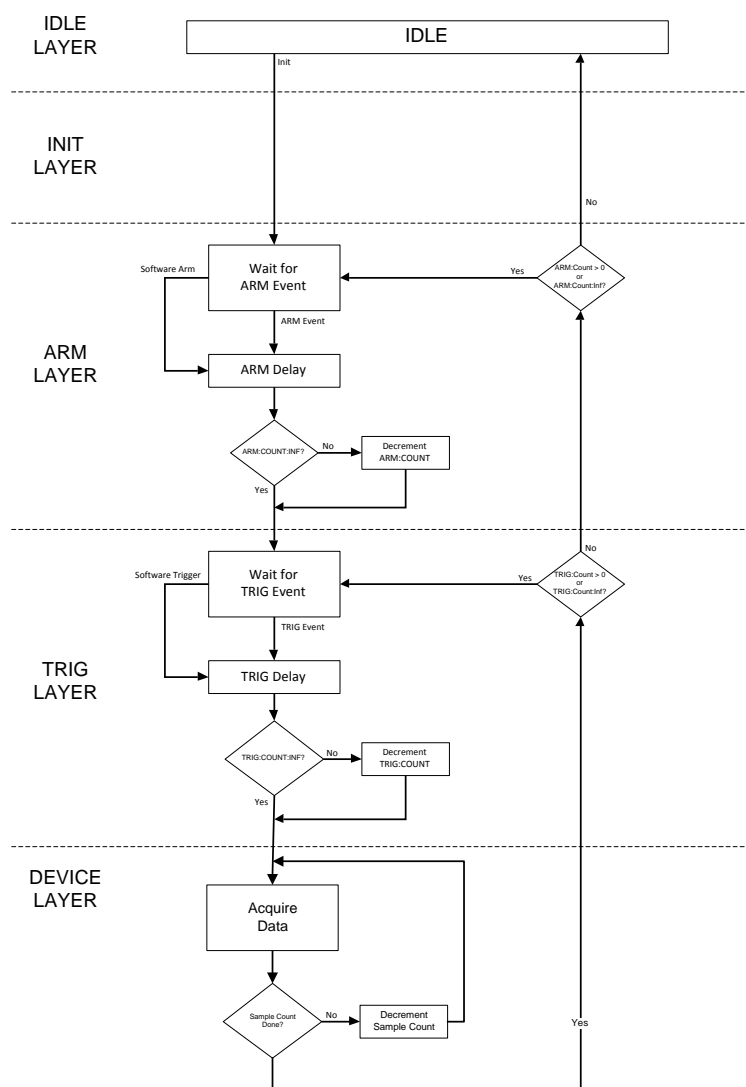 IDLE
LAYER
IDLE
Init
INIT
LAYER
No
ARM
LAYER
Software Arm
Wait for
ARM Event
Yes
ARM:Count > 0
or
ARM:Count:Inf?
ARM Event
ARM Delay
ARM:COUNT:INF?
No
Decrement
ARM:COUNT
Yes
TRIG
LAYER
No
Software Trigger
Wait for
TRIG Event
Yes
TRIG:Count > 0
or
TRIG:Count:Inf?
TRIG Event
TRIG Delay
TRIG:COUNT:INF?
No
Decrement
TRIG:COUNT
Yes
DEVICE
LAYER
Acquire
Data
Sample Count
Done?
No
Decrement
Sample Count
Yes